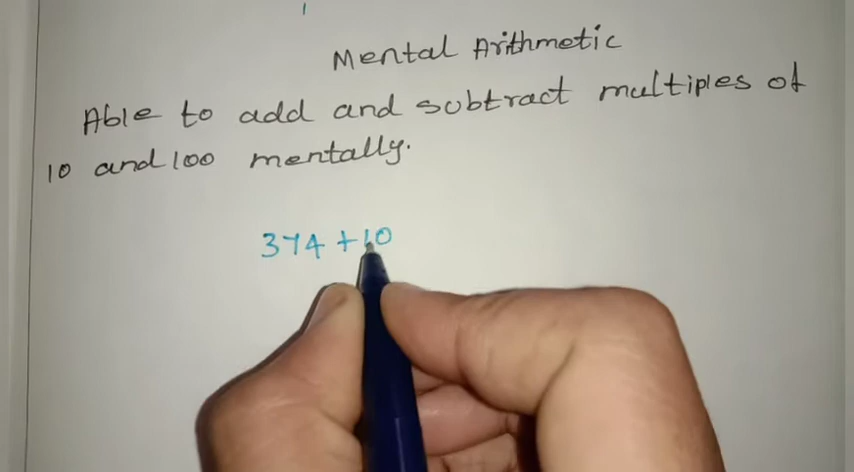 Mental Arithmetic
Able to add and subtract multiples of
10 and 100 mentally.
374 + 10